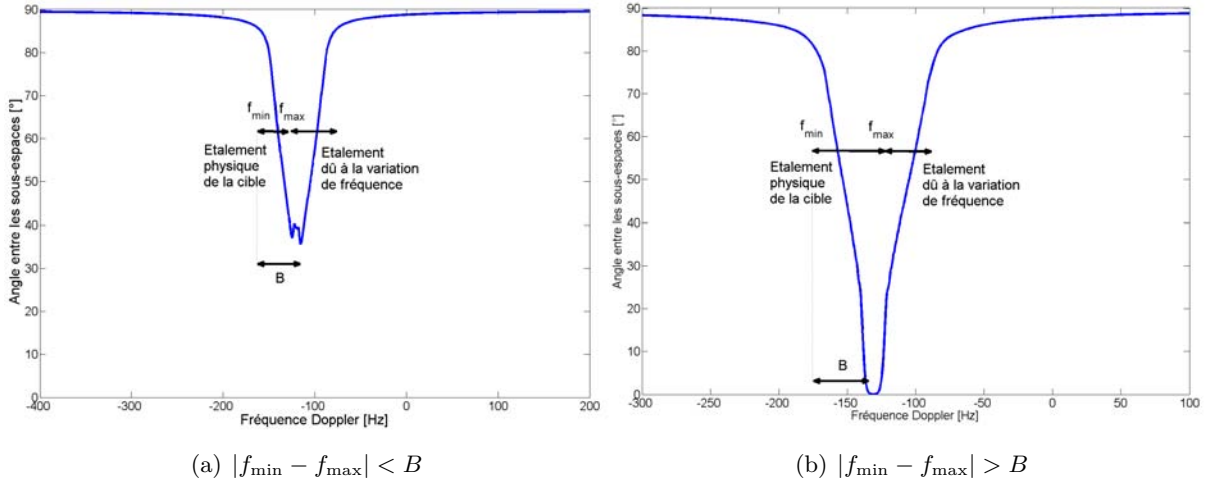 90
80
70
60
50
40
30
20
10
0
Angle entre les sous-espaces [°]
f_min f_max
Etalement
physique
de la cible
Etalement
dû à la variation
de fréquence
B
-400 -300 -200 -100 0 100 200
Fréquence Doppler [Hz]
(a) |f_min − f_max| < B
90
80
70
60
50
40
30
20
10
0
Angle entre les sous-espaces [°]
f_min f_max
Etalement
physique
de la cible
Etalement
dû à la variation
de fréquence
B
-300 -250 -200 -150 -100 -50 0 50 100
Fréquence Doppler [Hz]
(b) |f_min − f_max| > B